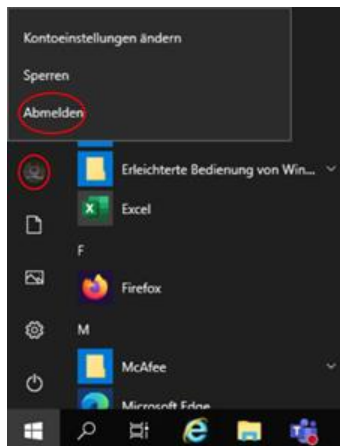 Kontoeinstellungen ändern
Sperren
Abmelden
Erleichterte Bedienung von Win...
Excel
F
Firefox
M
McAfee
Microsoft Edge